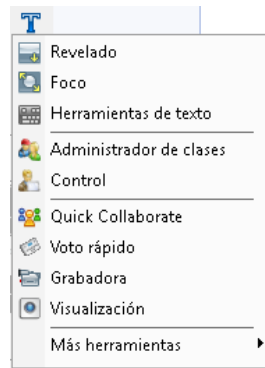 T
Revelado
Foco
Herramientas de texto
Administrador de clases
Control
Quick Collaborate
Voto rápido
Grabadora
Visualización
Más herramientas